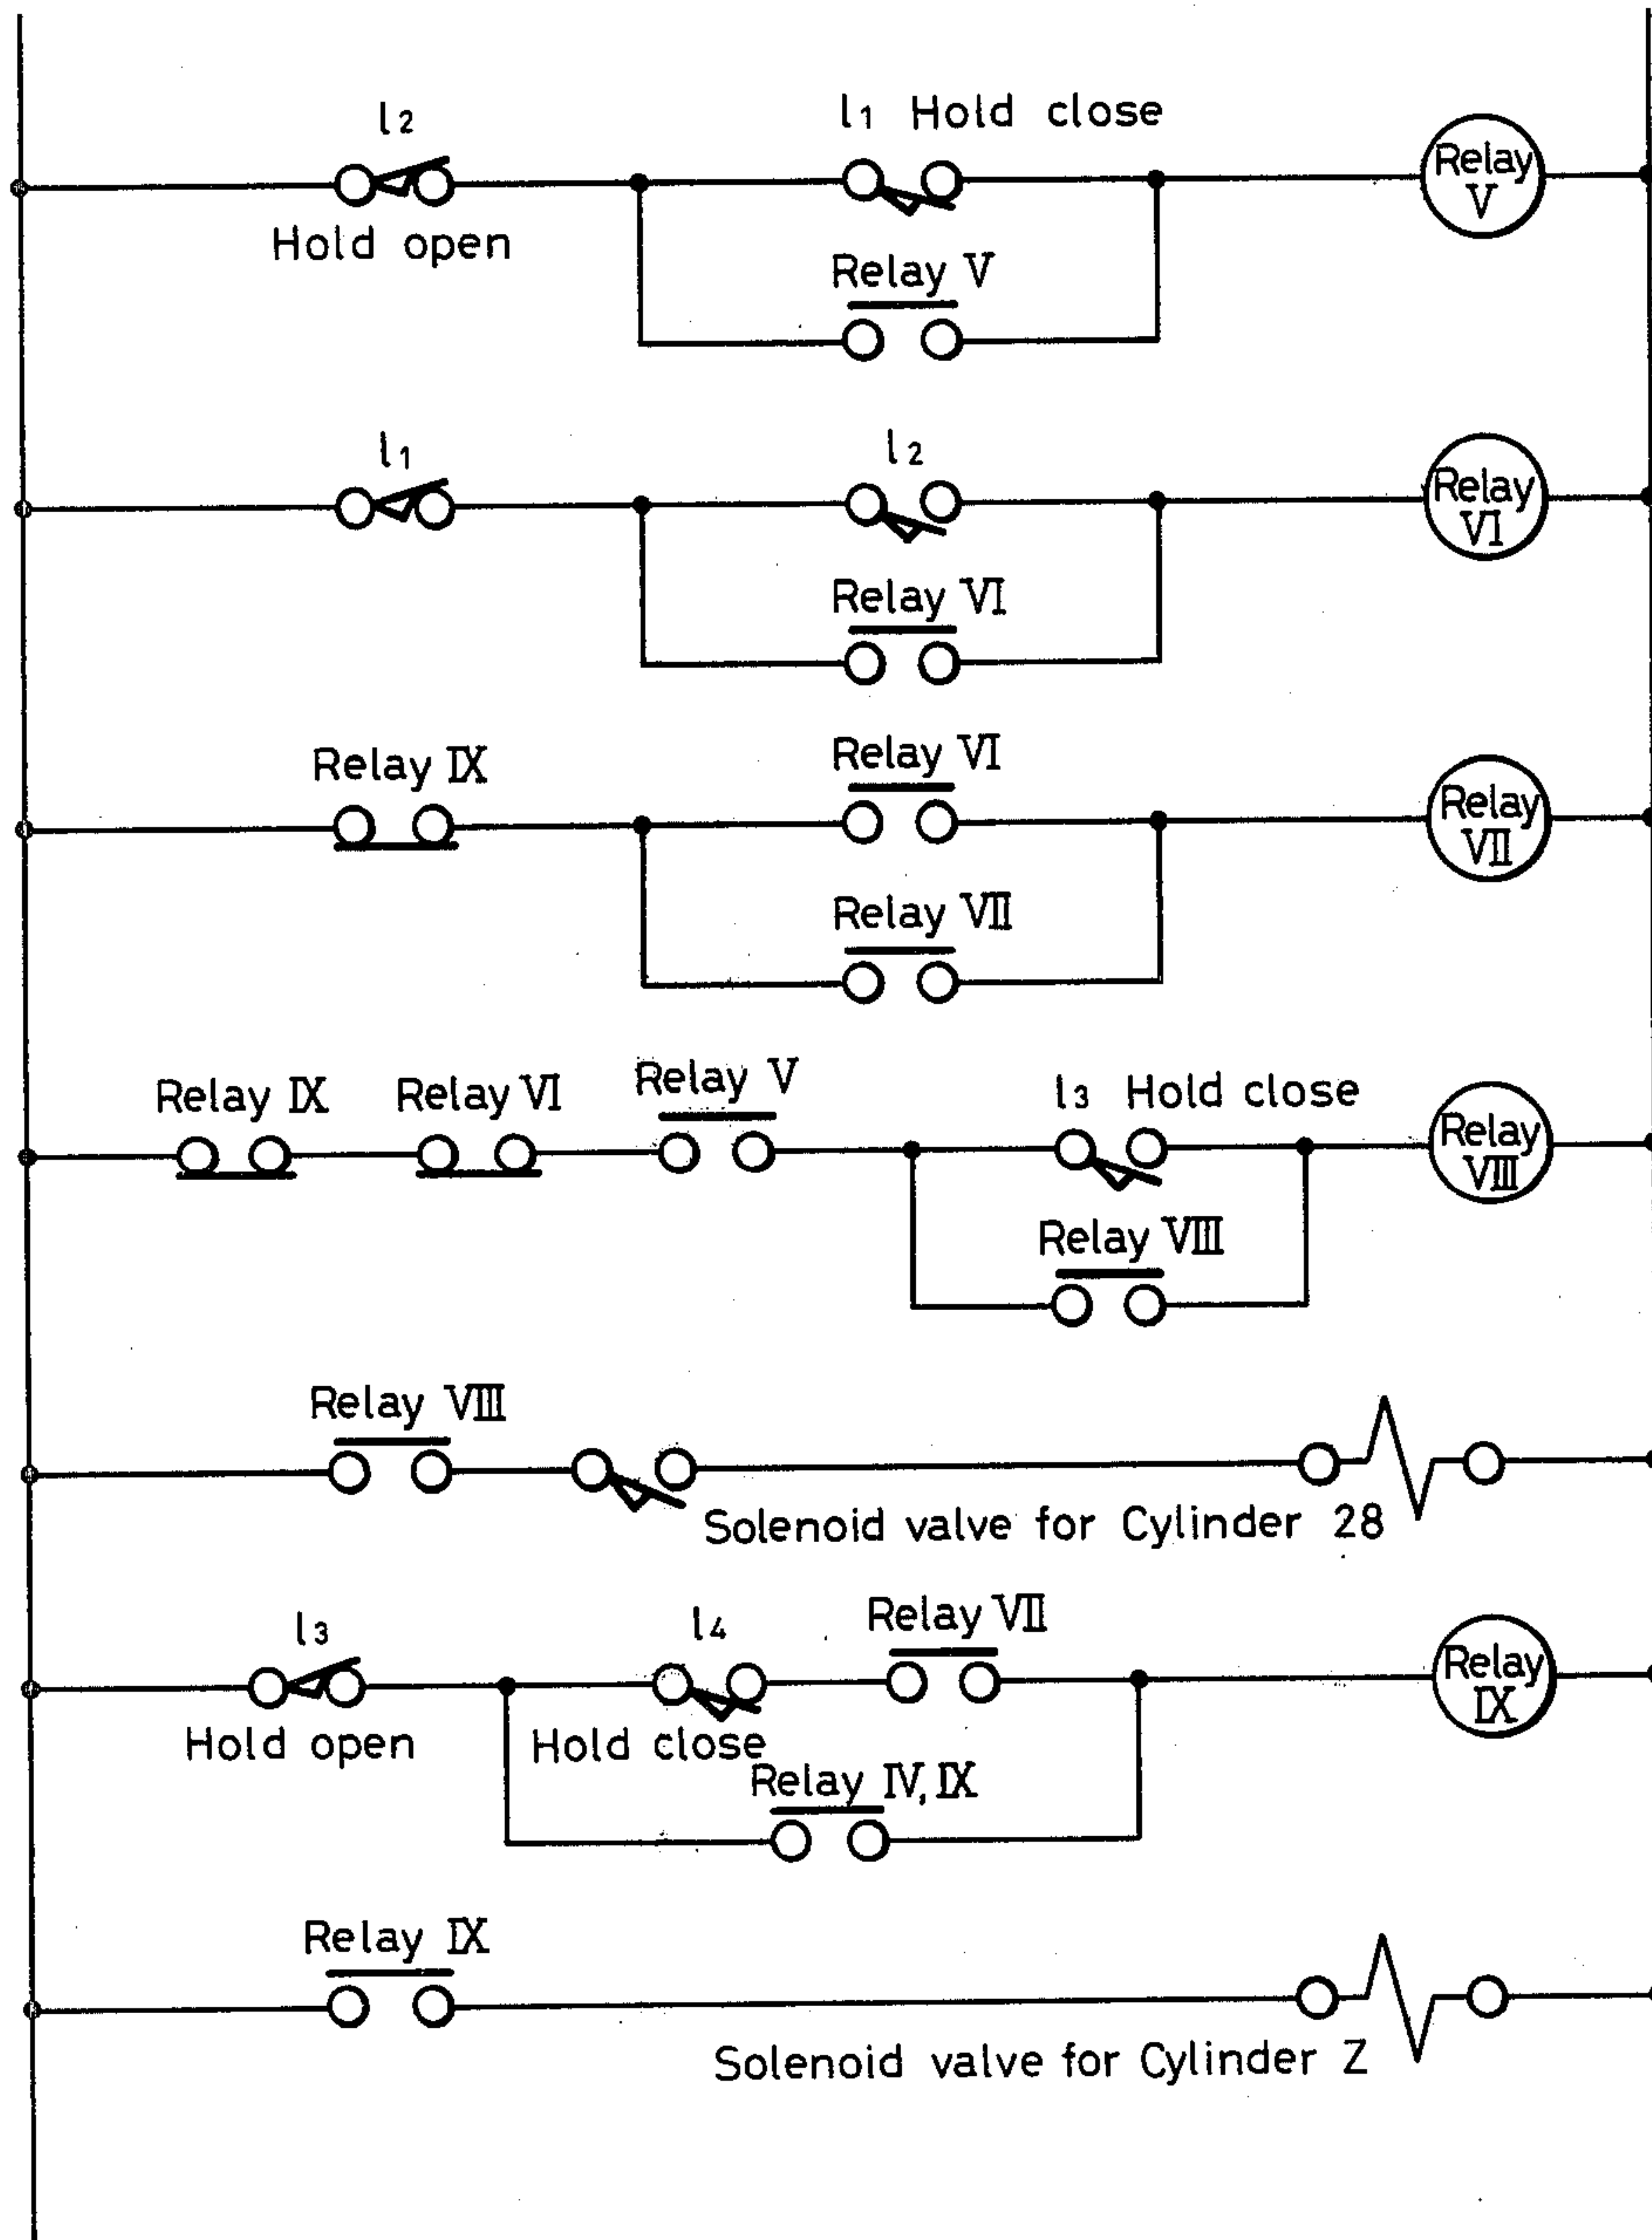 l2
l1 Hold close
Relay V
Hold open
Relay V
l1
l2
Relay VI
Relay VI
Relay IX
Relay VI
Relay VII
Relay VII
Relay IX
Relay VI
Relay V
l3 Hold close
Relay VIII
Relay VIII
Relay VIII
Solenoid valve for Cylinder 28
l3
l4
Relay VII
Relay IX
Hold open
Hold close
Relay IV, IX
Relay IX
Solenoid valve for Cylinder Z